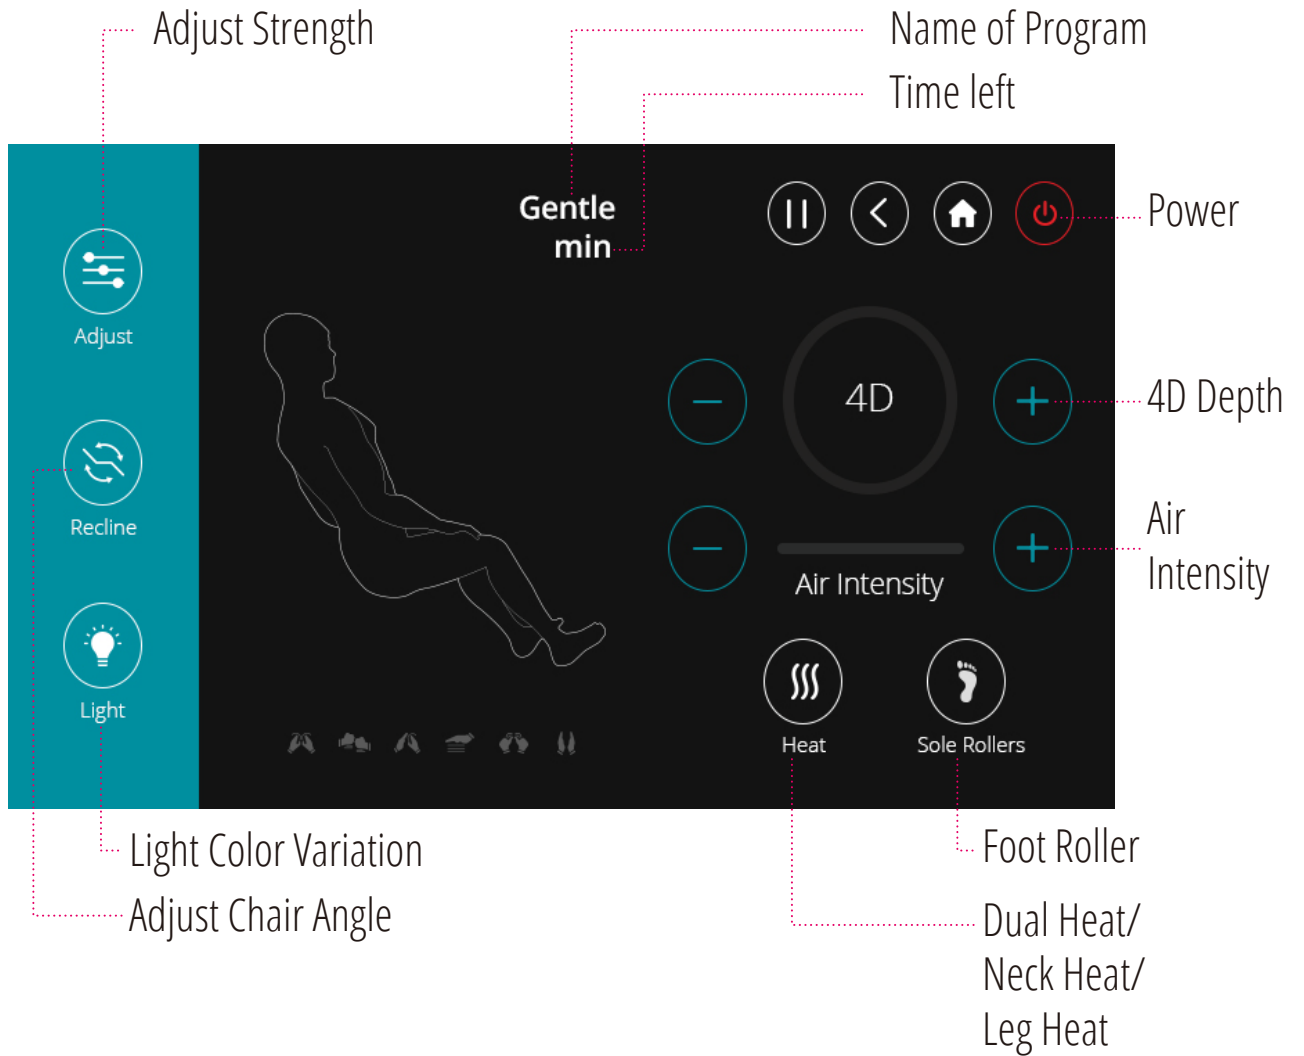 Adjust Strength
Name of Program
Time left
Gentle
min
Power
Adjust
4D
4D Depth
Recline
Air
Intensity
Air Intensity
Light
Heat
Sole Rollers
Light Color Variation
Adjust Chair Angle
Foot Roller
Dual Heat/
Neck Heat/
Leg Heat